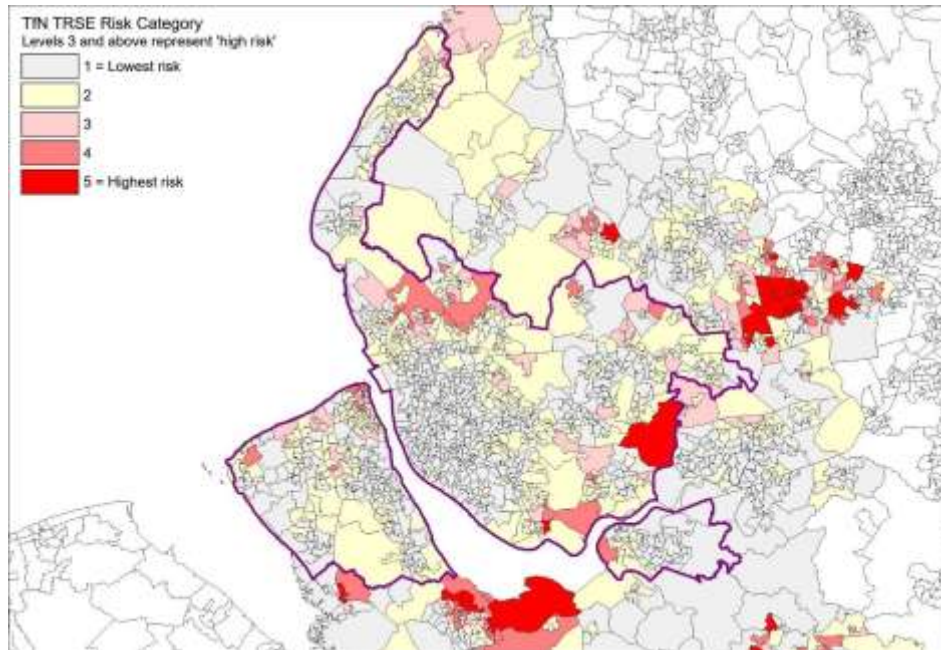 TfN TRSE Risk Category
Levels 3 and above represent 'high risk'
1 = Lowest risk
2
3
4
5 = Highest risk